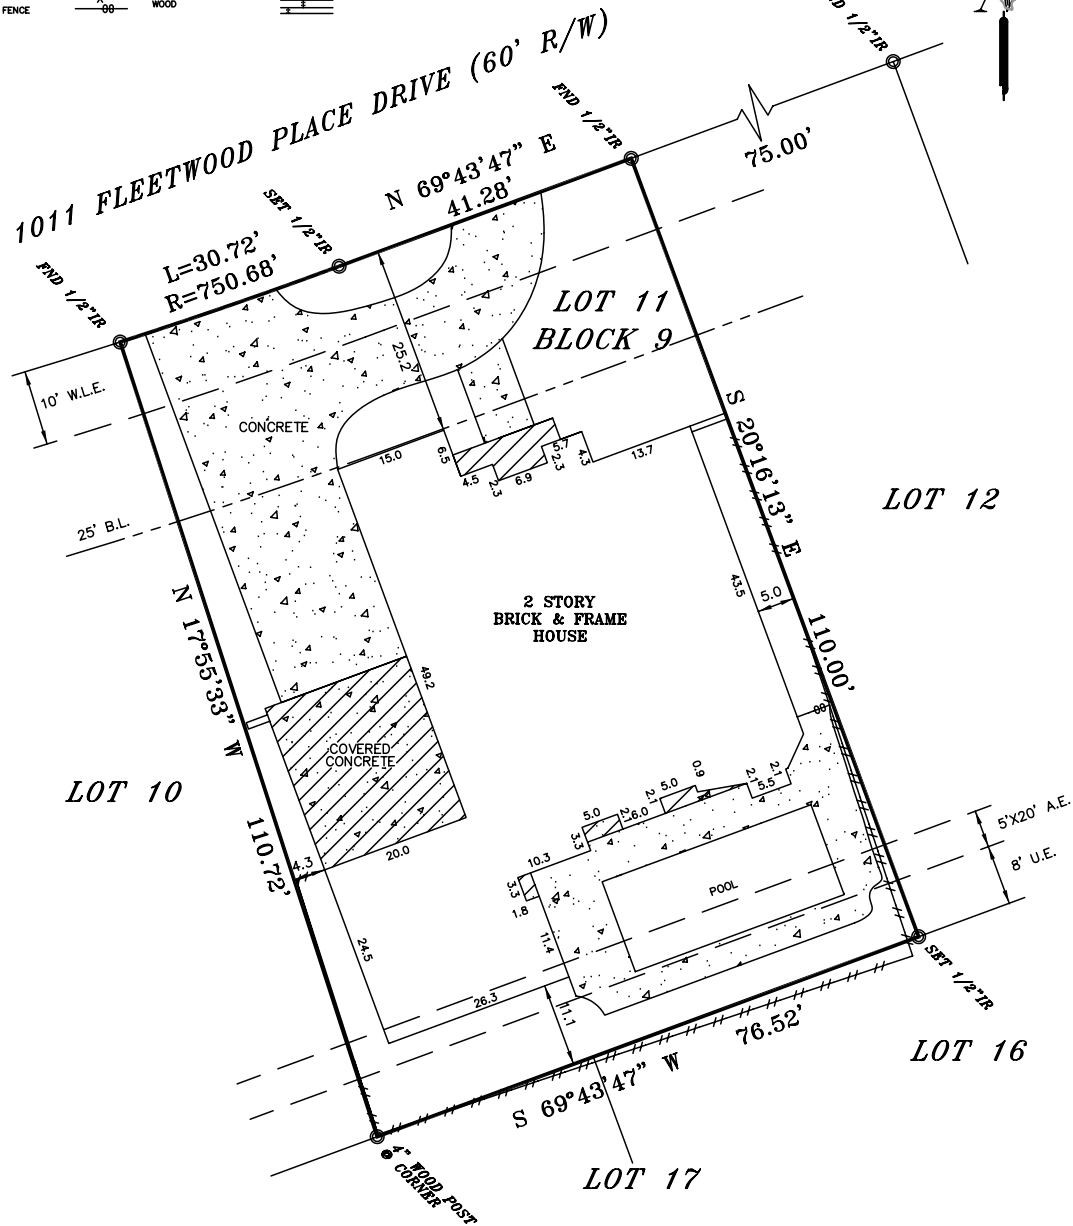 FENCE
WOOD
1/2"IR
1011 FLEETWOOD PLACE DRIVE (60' R/W)
FND 1/2"IR
75.00'
N 69°43'47" E
41.28'
SET 1/2"IR
L=30.72'
R=750.68'
FND 1/2"IR
LOT 11
BLOCK 9
10' W.L.E.
25.2
CONCRETE
15.0
6.5
4.5
2.3
6.9
5.7
2.3
4.3
13.7
S 20°16'13" E
110.00'
LOT 12
25' B.L.
2 STORY
BRICK & FRAME
HOUSE
43.5
5.0
N 17°55'33" W
110.72'
49.2
COVERED
CONCRETE
LOT 10
4.3
20.0
5.0
3.3
2.1
6.0
2.1
5.0
0.9
2.1
5.5
2.1
10.3
3.3
1.8
11.4
POOL
5'X20' A.E.
8' U.E.
24.5
26.3
11.1
SET 1/2"IR
76.52'
S 69°43'47" W
LOT 16
LOT 17
@ 4" WOOD POST
CORNER